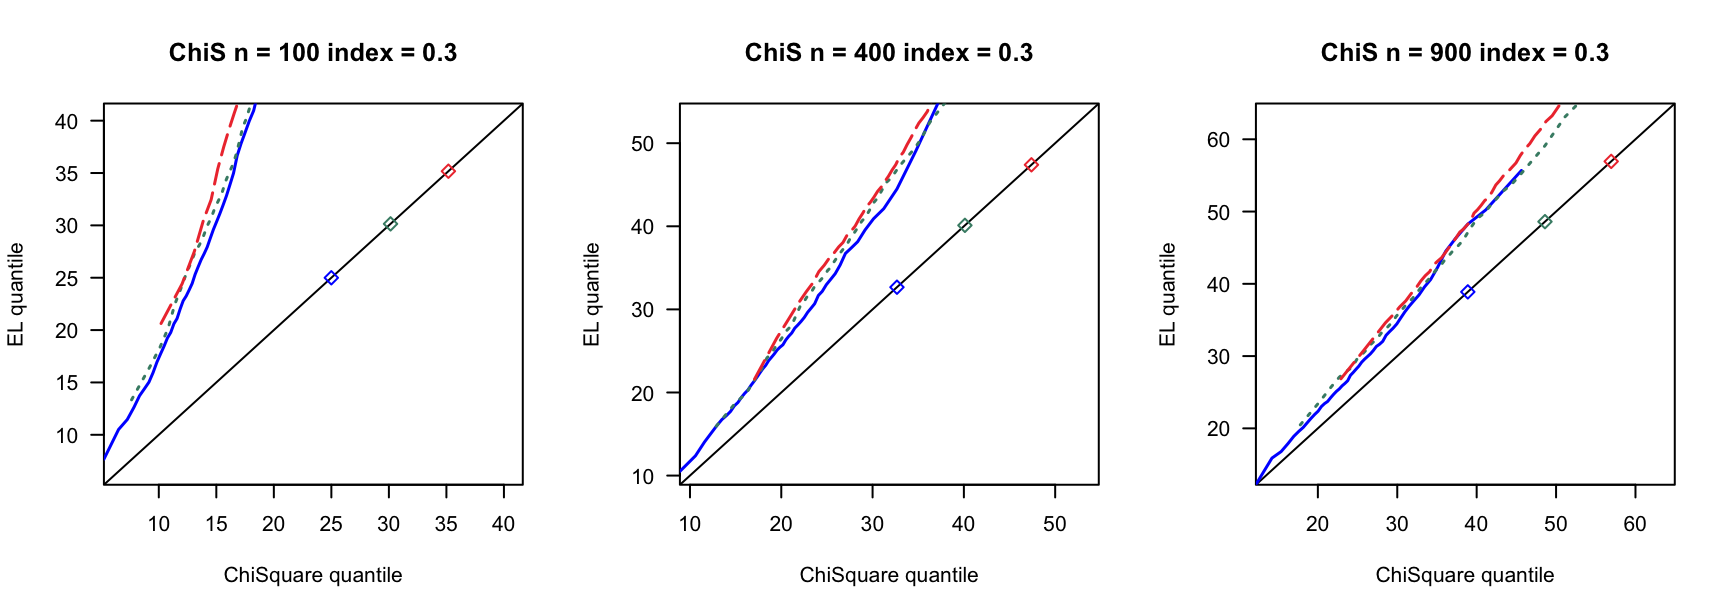 ChiS n = 100 index = 0.3
EL quantile
40
35
30
25
20
15
10
10 15 20 25 30 35 40
ChiSquare quantile
ChiS n = 400 index = 0.3
EL quantile
50
40
30
20
10
10 20 30 40 50
ChiSquare quantile
ChiS n = 900 index = 0.3
EL quantile
60
50
40
30
20
20 30 40 50 60
ChiSquare quantile